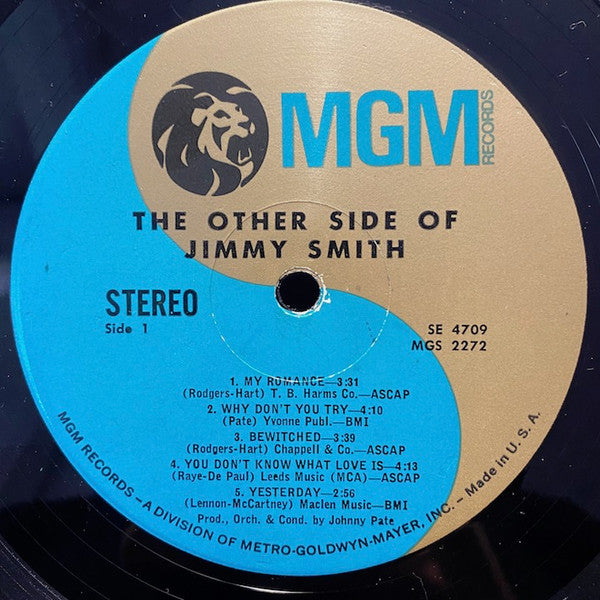 MGM
RECORDS
THE OTHER SIDE OF
JIMMY SMITH
STEREO
Side 1
SE 4709
MGS 2272
1. MY ROMANCE—3:31
(Rodgers-Hart) T. B. Harms Co.—ASCAP
2. WHY DON'T YOU TRY—4:10
(Pate) Yvonne Publ.—BMI
3. BEWITCHED—3:39
(Rodgers-Hart) Chappell & Co.—ASCAP
4. YOU DON'T KNOW WHAT LOVE IS—4:13
(Raye-De Paul) Leeds Music (MCA)—ASCAP
5. YESTERDAY—2:56
(Lennon-McCartney) Maclen Music—BMI
Prod., Orch. & Cond. by Johnny Pate
MGM RECORDS – A DIVISION OF METRO-GOLDWYN-MAYER, INC. – Made in U. S. A.